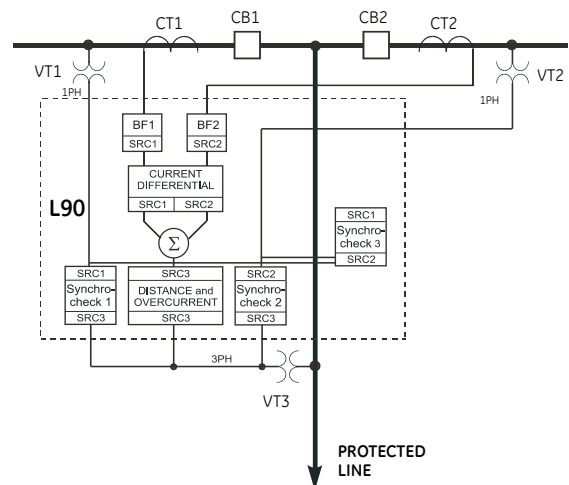 CT1
CB1
CB2
CT2
VT1
VT2
1PH
1PH
BF1
SRC1
BF2
SRC2
CURRENT
DIFFERENTIAL
SRC1
SRC2
L90
Σ
SRC1
Synchro-
check 3
SRC2
SRC1
Synchro-
check 1
SRC3
SRC3
DISTANCE and
OVERCURRENT
SRC3
SRC2
Synchro-
check 2
SRC3
3PH
VT3
PROTECTED
LINE